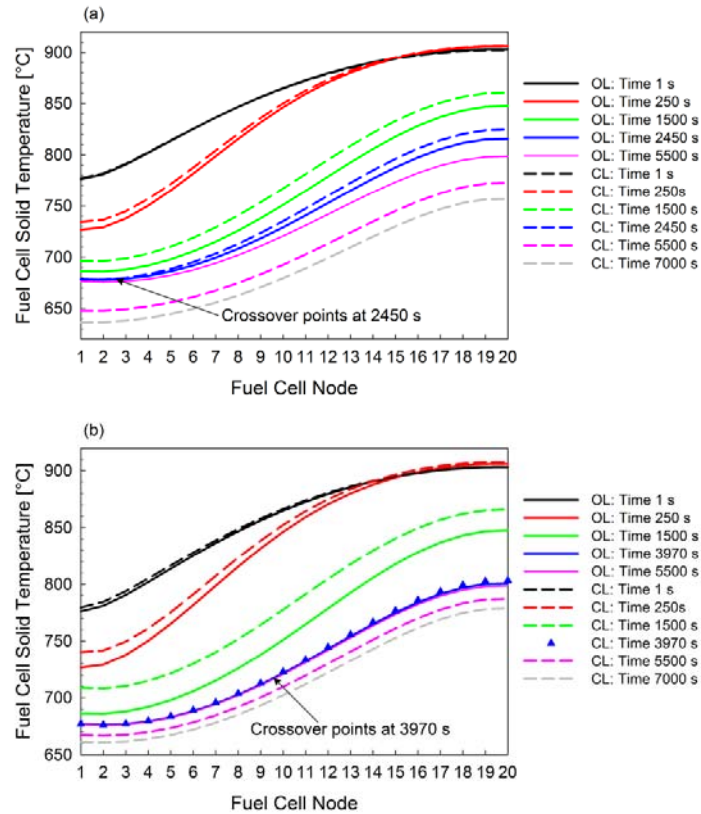 (a)
Fuel Cell Solid Temperature [°C]
900
850
800
750
700
650
Crossover points at 2450 s
1 2 3 4 5 6 7 8 9 10 11 12 13 14 15 16 17 18 19 20
Fuel Cell Node
OL: Time 1 s
OL: Time 250 s
OL: Time 1500 s
OL: Time 2450 s
OL: Time 5500 s
CL: Time 1 s
CL: Time 250s
CL: Time 1500 s
CL: Time 2450 s
CL: Time 5500 s
CL: Time 7000 s
(b)
Fuel Cell Solid Temperature [°C]
900
850
800
750
700
650
Crossover points at 3970 s
1 2 3 4 5 6 7 8 9 10 11 12 13 14 15 16 17 18 19 20
Fuel Cell Node
OL: Time 1 s
OL: Time 250 s
OL: Time 1500 s
OL: Time 3970 s
OL: Time 5500 s
CL: Time 1 s
CL: Time 250s
CL: Time 1500 s
CL: Time 3970 s
CL: Time 5500 s
CL: Time 7000 s